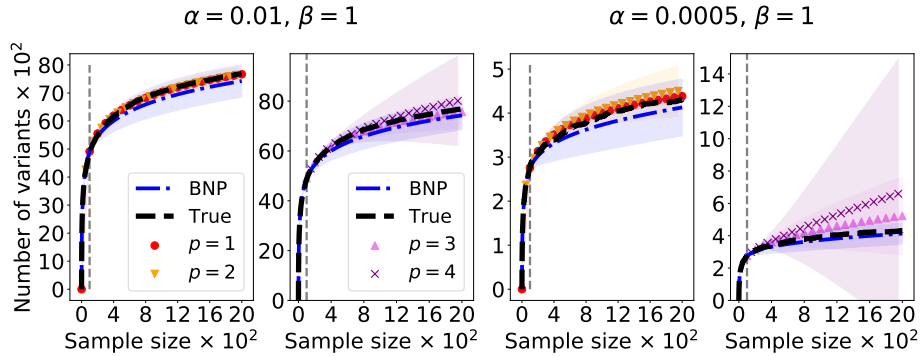 α = 0.01, β = 1
α = 0.0005, β = 1
Number of variants × 10²
80
70
60
50
40
30
20
10
0
0 4 8 12 16 20
Sample size × 10²
BNP
True
p = 1
p = 2
80
60
40
20
0
0 4 8 12 16 20
Sample size × 10²
BNP
True
p = 3
p = 4
5
4
3
2
1
0
0 4 8 12 16 20
Sample size × 10²
14
12
10
8
6
4
2
0
0 4 8 12 16 20
Sample size × 10²